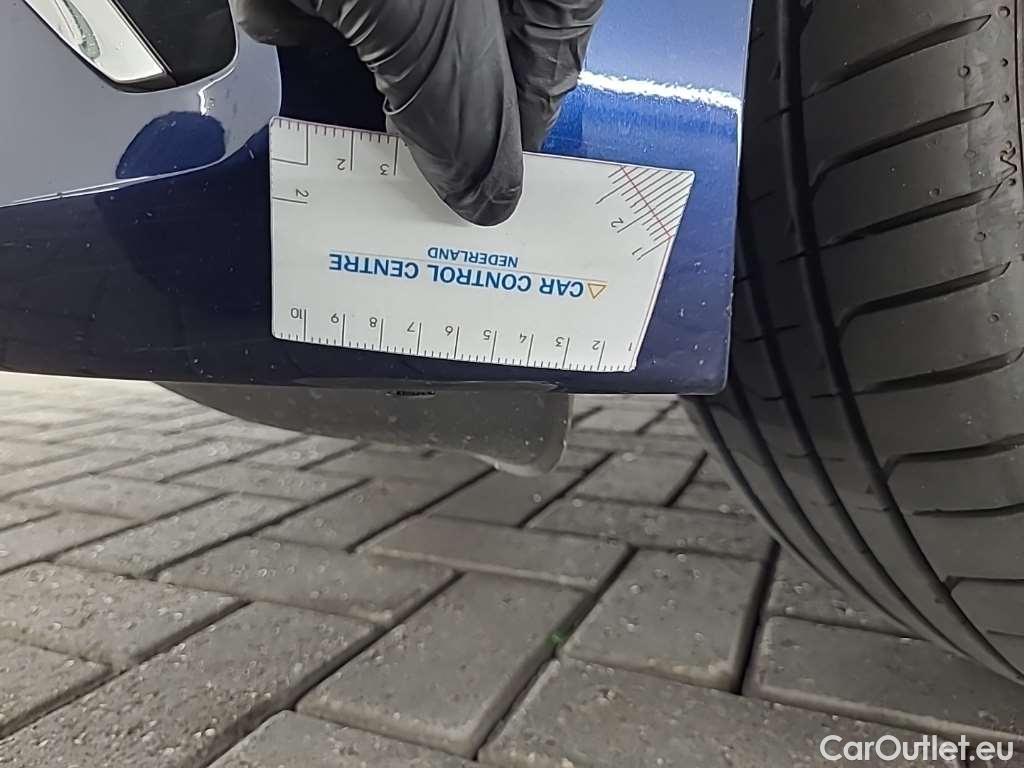 2 3
2
2
1
CAR CONTROL CENTRE
NEDERLAND
10 9 8 7 6 5 4 3 2 1
CarOutlet.eu